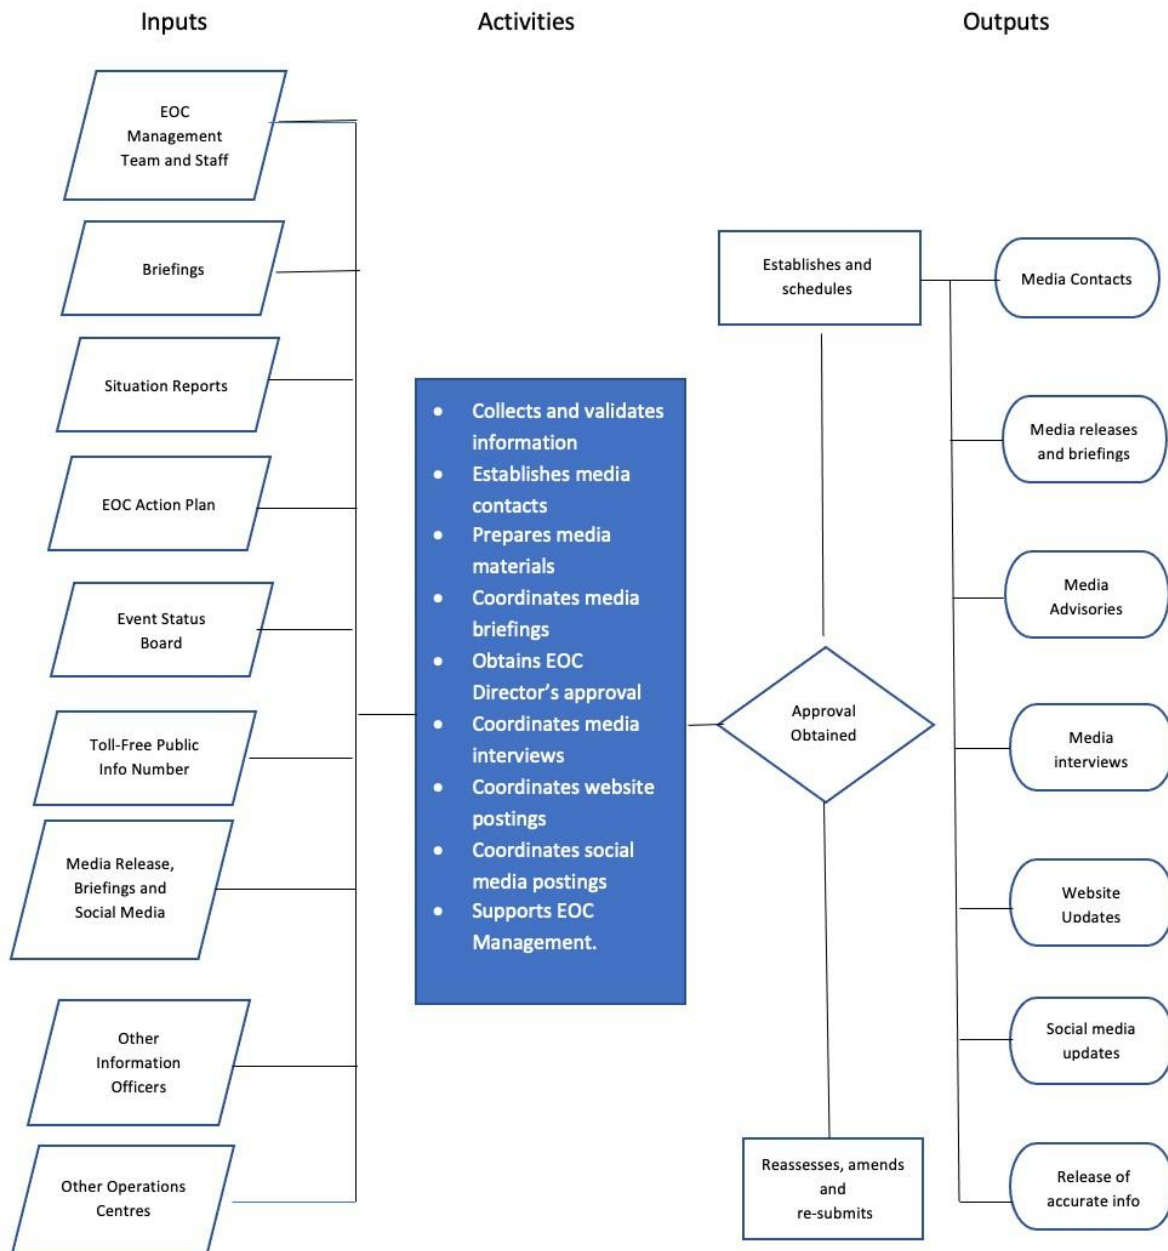 Inputs
Activities
Outputs
EOC
Management
Team and Staff
Briefings
Situation Reports
EOC Action Plan
Event Status
Board
Toll-Free Public
Info Number
Media Release,
Briefings and
Social Media
Other
Information
Officers
Other Operations
Centres
• Collects and validates
information
• Establishes media
contacts
• Prepares media
materials
• Coordinates media
briefings
• Obtains EOC
Director’s approval
• Coordinates media
interviews
• Coordinates website
postings
• Coordinates social
media postings
• Supports EOC
Management.
Establishes and
schedules
Approval
Obtained
Reassesses, amends
and
re-submits
Media Contacts
Media releases
and briefings
Media
Advisories
Media
interviews
Website
Updates
Social media
updates
Release of
accurate info